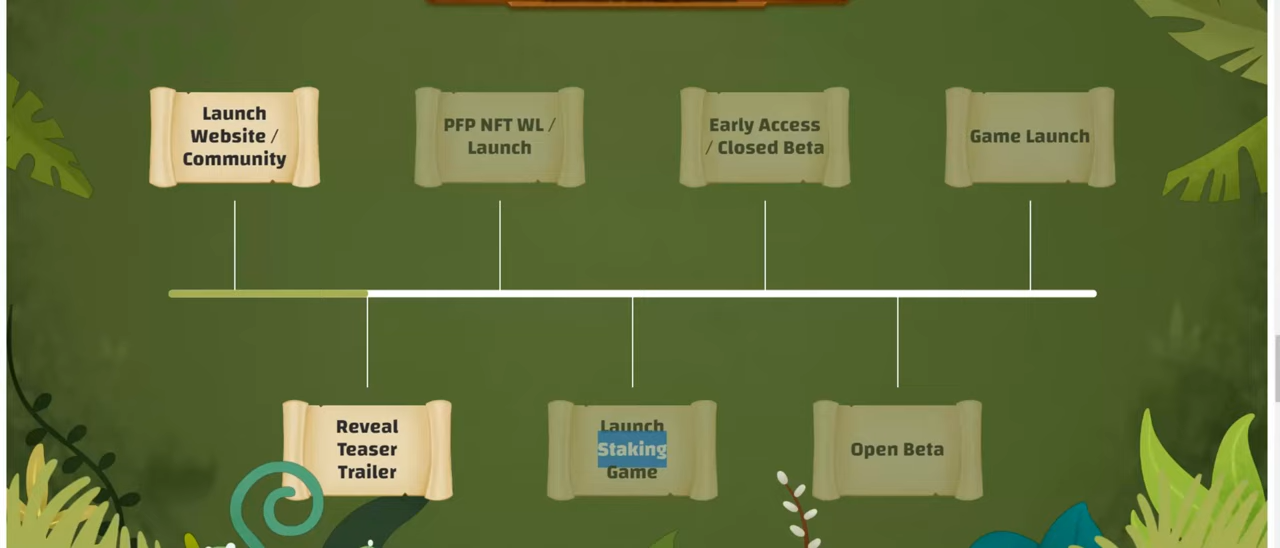 Launch
Website /
Community
PFP NFT WL /
Launch
Early Access
/ Closed Beta
Game Launch
Reveal
Teaser
Trailer
Launch
Staking
Game
Open Beta